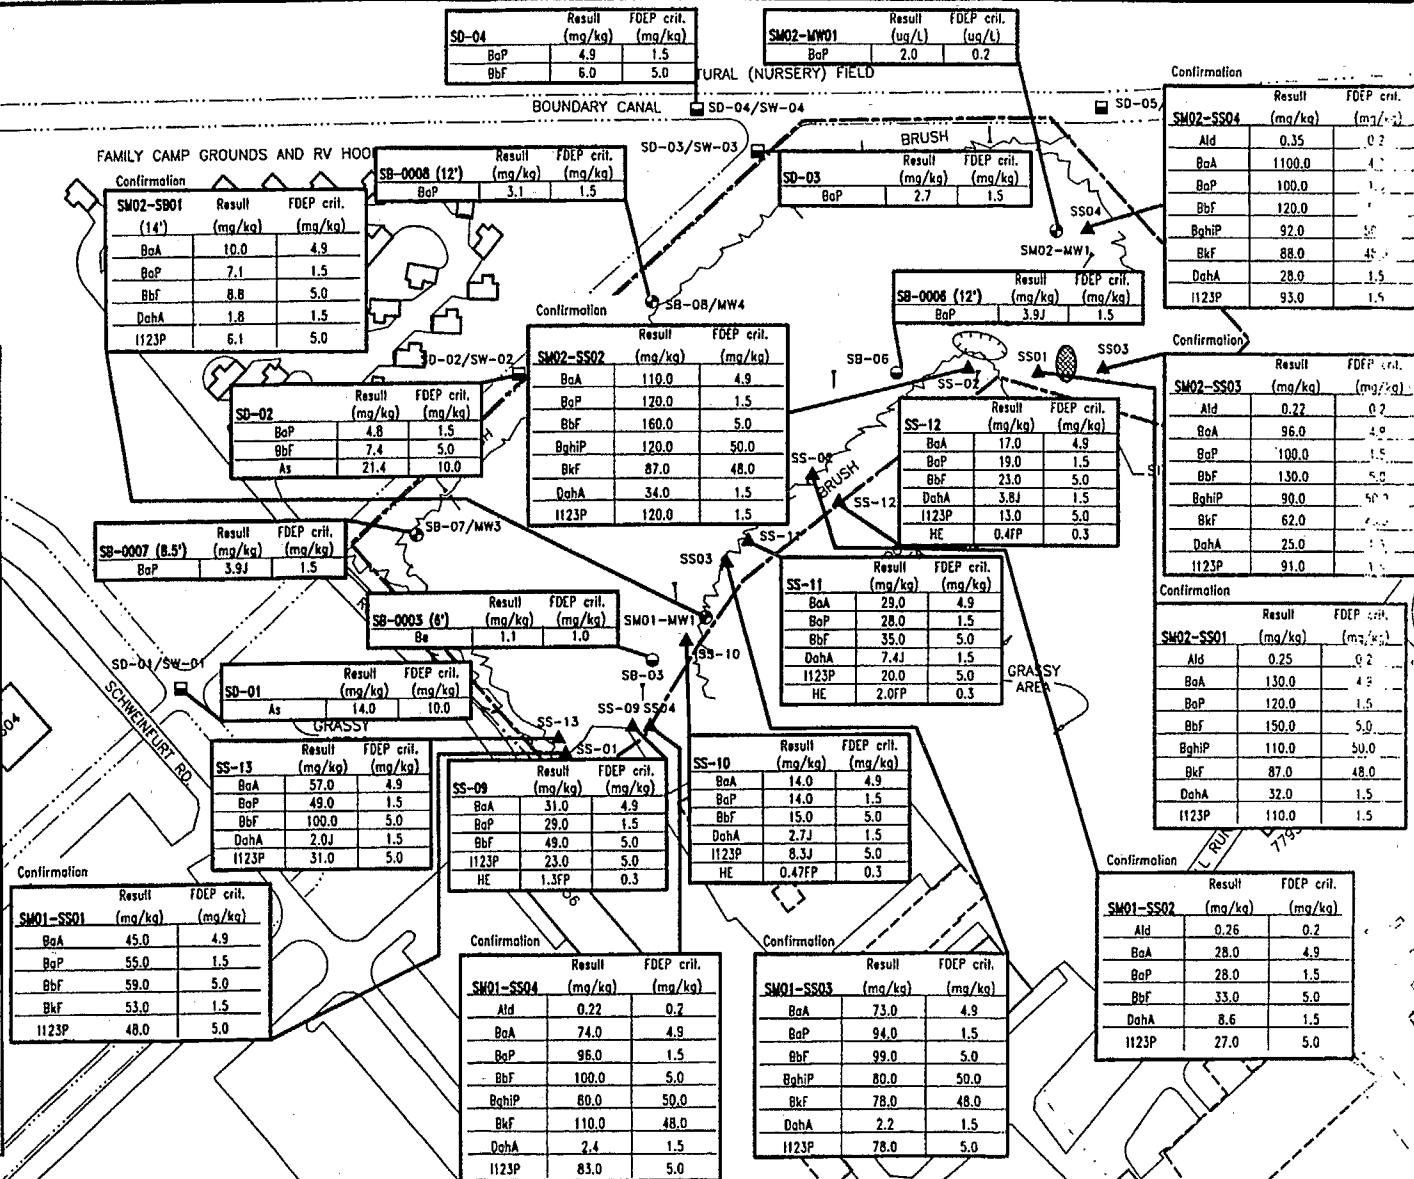 Result FDEP crit.
SD-04 (mg/kg) (mg/kg)
BaP 4.9 1.5
BbF 6.0 5.0
Result FDEP crit.
SM02-MW01 (ug/L) (ug/L)
BaP 2.0 0.2
TURAL (NURSERY) FIELD
BOUNDARY CANAL
SD-04/SW-04
SD-05/
BRUSH
SD-03/SW-03
FAMILY CAMP GROUNDS AND RV HOO
Confirmation
Result FDEP crit.
SM02-SS04 (mg/kg) (mg/kg)
Ald 0.35 0.2
BaA 1100.0
BaP 100.0
BbF 120.0
BghiP 92.0
BkF 88.0
DahA 28.0 1.5
I123P 93.0 1.5
Result FDEP crit.
SB-0008 (12') (mg/kg) (mg/kg)
BaP 3.1 1.5
Result FDEP crit.
SD-03 (mg/kg) (mg/kg)
BaP 2.7 1.5
Confirmation
SM02-SB01 Result FDEP crit.
(14') (mg/kg) (mg/kg)
BaA 10.0 4.9
BaP 7.1 1.5
BbF 8.8 5.0
DahA 1.8 1.5
I123P 6.1 5.0
SS04
SM02-MW1
SB-08/MW4
Result FDEP crit.
SB-0006 (12') (mg/kg) (mg/kg)
BaP 3.9J 1.5
Confirmation
Result FDEP crit.
SM02-SS02 (mg/kg) (mg/kg)
BaA 110.0 4.9
BaP 120.0 1.5
BbF 160.0 5.0
BghiP 120.0 50.0
BkF 87.0 48.0
DahA 34.0 1.5
I123P 120.0 1.5
SD-02/SW-02
SB-06
SS-02
SS01
SS03
Confirmation
Result FDEP crit.
SM02-SS03 (mg/kg) (mg/kg)
Ald 0.22 0.2
BaA 96.0 4.9
BaP 100.0 1.5
BbF 130.0 5.0
BghiP 90.0 50.0
BkF 62.0
DahA 25.0
I123P 91.0
Result FDEP crit.
SD-02 (mg/kg) (mg/kg)
BaP 4.8 1.5
BbF 7.4 5.0
As 21.4 10.0
Result FDEP crit.
SS-12 (mg/kg) (mg/kg)
BaA 17.0 4.9
BaP 19.0 1.5
BbF 23.0 5.0
DahA 3.8J 1.5
I123P 13.0 5.0
HE 0.4FP 0.3
SS-02
BRUSH
SS-12
SB-07/MW3
Result FDEP crit.
SB-0007 (8.5') (mg/kg) (mg/kg)
BaP 3.9J 1.5
SS-11
SS03
Result FDEP crit.
SS-11 (mg/kg) (mg/kg)
BaA 29.0 4.9
BaP 28.0 1.5
BbF 35.0 5.0
DahA 7.4J 1.5
I123P 20.0 5.0
HE 2.0FP 0.3
Result FDEP crit.
SB-0003 (6') (mg/kg) (mg/kg)
Be 1.1 1.0
SM01-MW1
SS-10
SB-03
GRASSY
AREA
Confirmation
Result FDEP crit.
SM02-SS01 (mg/kg) (mg/kg)
Ald 0.25 0.2
BaA 130.0 4.9
BaP 120.0 1.5
BbF 150.0 5.0
BghiP 110.0 50.0
BkF 87.0 48.0
DahA 32.0 1.5
I123P 110.0 1.5
SD-01/SW-01
SCHWEINFURT RD.
Result FDEP crit.
SD-01 (mg/kg) (mg/kg)
As 14.0 10.0
GRASSY
SS-13
SS-01
SS-09 SS04
Result FDEP crit.
SS-13 (mg/kg) (mg/kg)
BaA 57.0 4.9
BaP 49.0 1.5
BbF 100.0 5.0
DahA 2.0J 1.5
I123P 31.0 5.0
Result FDEP crit.
SS-09 (mg/kg) (mg/kg)
BaA 31.0 4.9
BaP 29.0 1.5
BbF 49.0 5.0
I123P 23.0 5.0
HE 1.3FP 0.3
Result FDEP crit.
SS-10 (mg/kg) (mg/kg)
BaA 14.0 4.9
BaP 14.0 1.5
BbF 15.0 5.0
DahA 2.7J 1.5
I123P 8.3J 5.0
HE 0.47FP 0.3
Confirmation
Result FDEP crit.
SM01-SS01 (mg/kg) (mg/kg)
BaA 45.0 4.9
BaP 55.0 1.5
BbF 59.0 5.0
BkF 53.0 1.5
I123P 48.0 5.0
Confirmation
Result FDEP crit.
SM01-SS04 (mg/kg) (mg/kg)
Ald 0.22 0.2
BaA 74.0 4.9
BaP 96.0 1.5
BbF 100.0 5.0
BghiP 80.0 50.0
BkF 110.0 48.0
DahA 2.4 1.5
I123P 83.0 5.0
Confirmation
Result FDEP crit.
SM01-SS03 (mg/kg) (mg/kg)
BaA 73.0 4.9
BaP 94.0 1.5
BbF 99.0 5.0
BghiP 80.0 50.0
BkF 78.0 48.0
DahA 2.2 1.5
I123P 78.0 5.0
Confirmation
Result FDEP crit.
SM01-SS02 (mg/kg) (mg/kg)
Ald 0.26 0.2
BaA 28.0 4.9
BaP 28.0 1.5
BbF 33.0 5.0
DahA 8.6 1.5
I123P 27.0 5.0